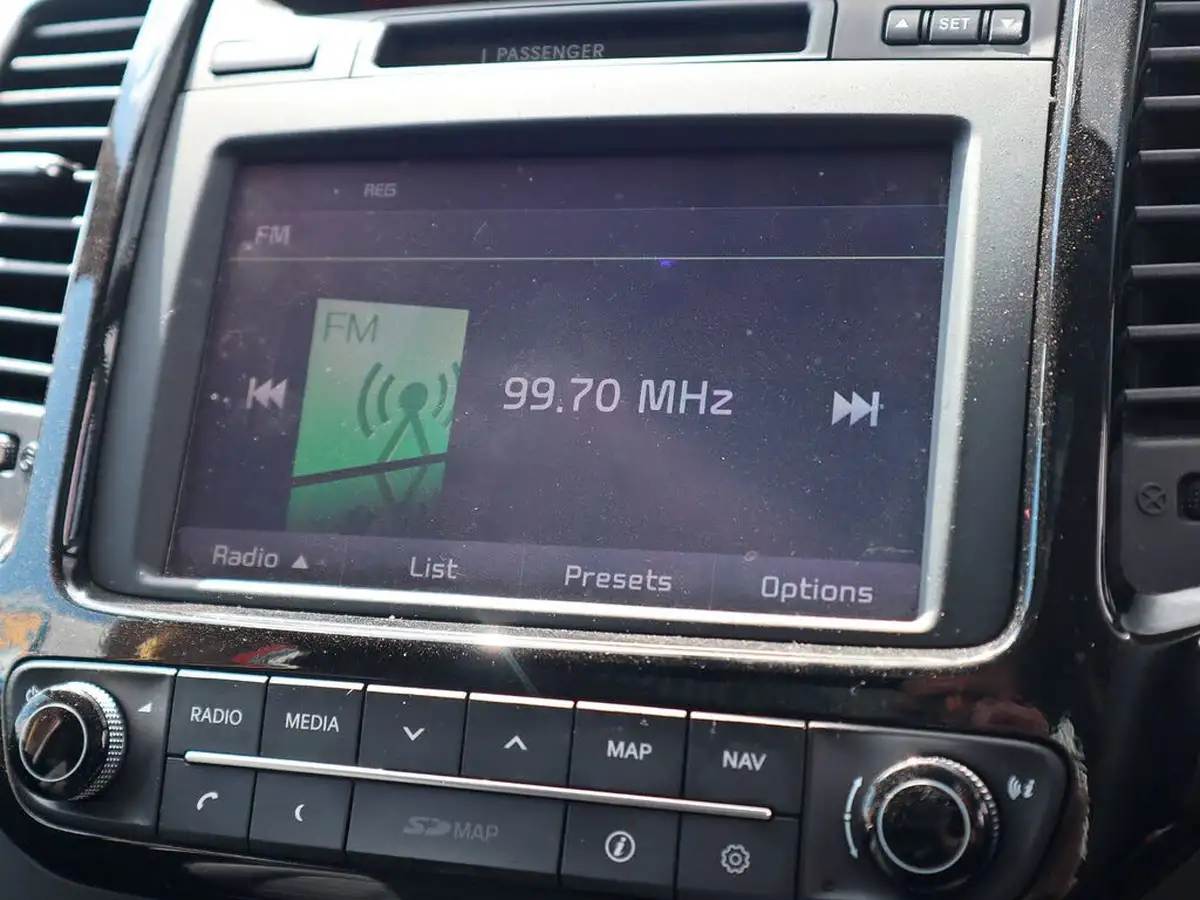 PASSENGER
SET
REG
FM
FM
99.70 MHz
Radio List Presets Options
RADIO MEDIA MAP NAV
SD MAP
i